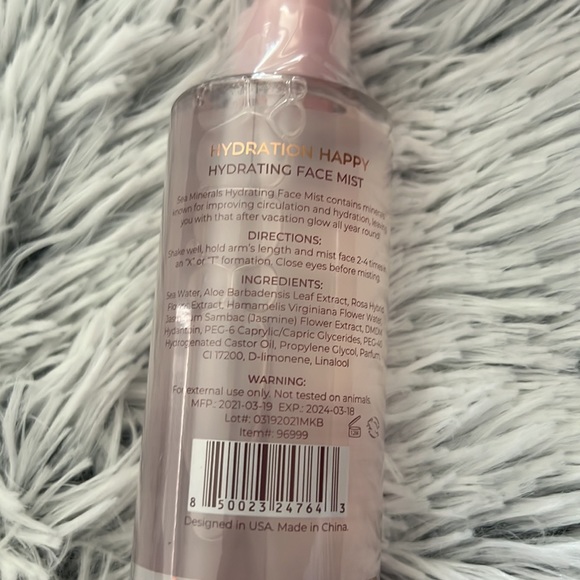 HYDRATION HAPPY
HYDRATING FACE MIST
Sea Minerals Hydrating Face Mist contains minerals
known for improving circulation and hydration,
you with that after vacation glow all year round!
DIRECTIONS:
Shake well, hold arm's length and mist face 2-4 times
an "X" or "T" formation. Close eyes before misting.
INGREDIENTS:
Sea Water, Aloe Barbadensis Leaf Extract, Rosa
Flower Extract, Hamamelis Virginiana Flower Water,
Sambac (Jasmine) Flower Extract, DMDM
Hydantoin, PEG-6 Caprylic/Capric Glycerides,
Hydrogenated Castor Oil, Propylene Glycol, Parfum,
CI 17200, D-limonene, Linalool
WARNING:
For external use only. Not tested on animals.
MFP.: 2021-03-19 EXP.: 2024-03-18
Lot#: 03192021MKB
Item#: 96999
8 50023 24764 3
Designed in USA. Made in China.